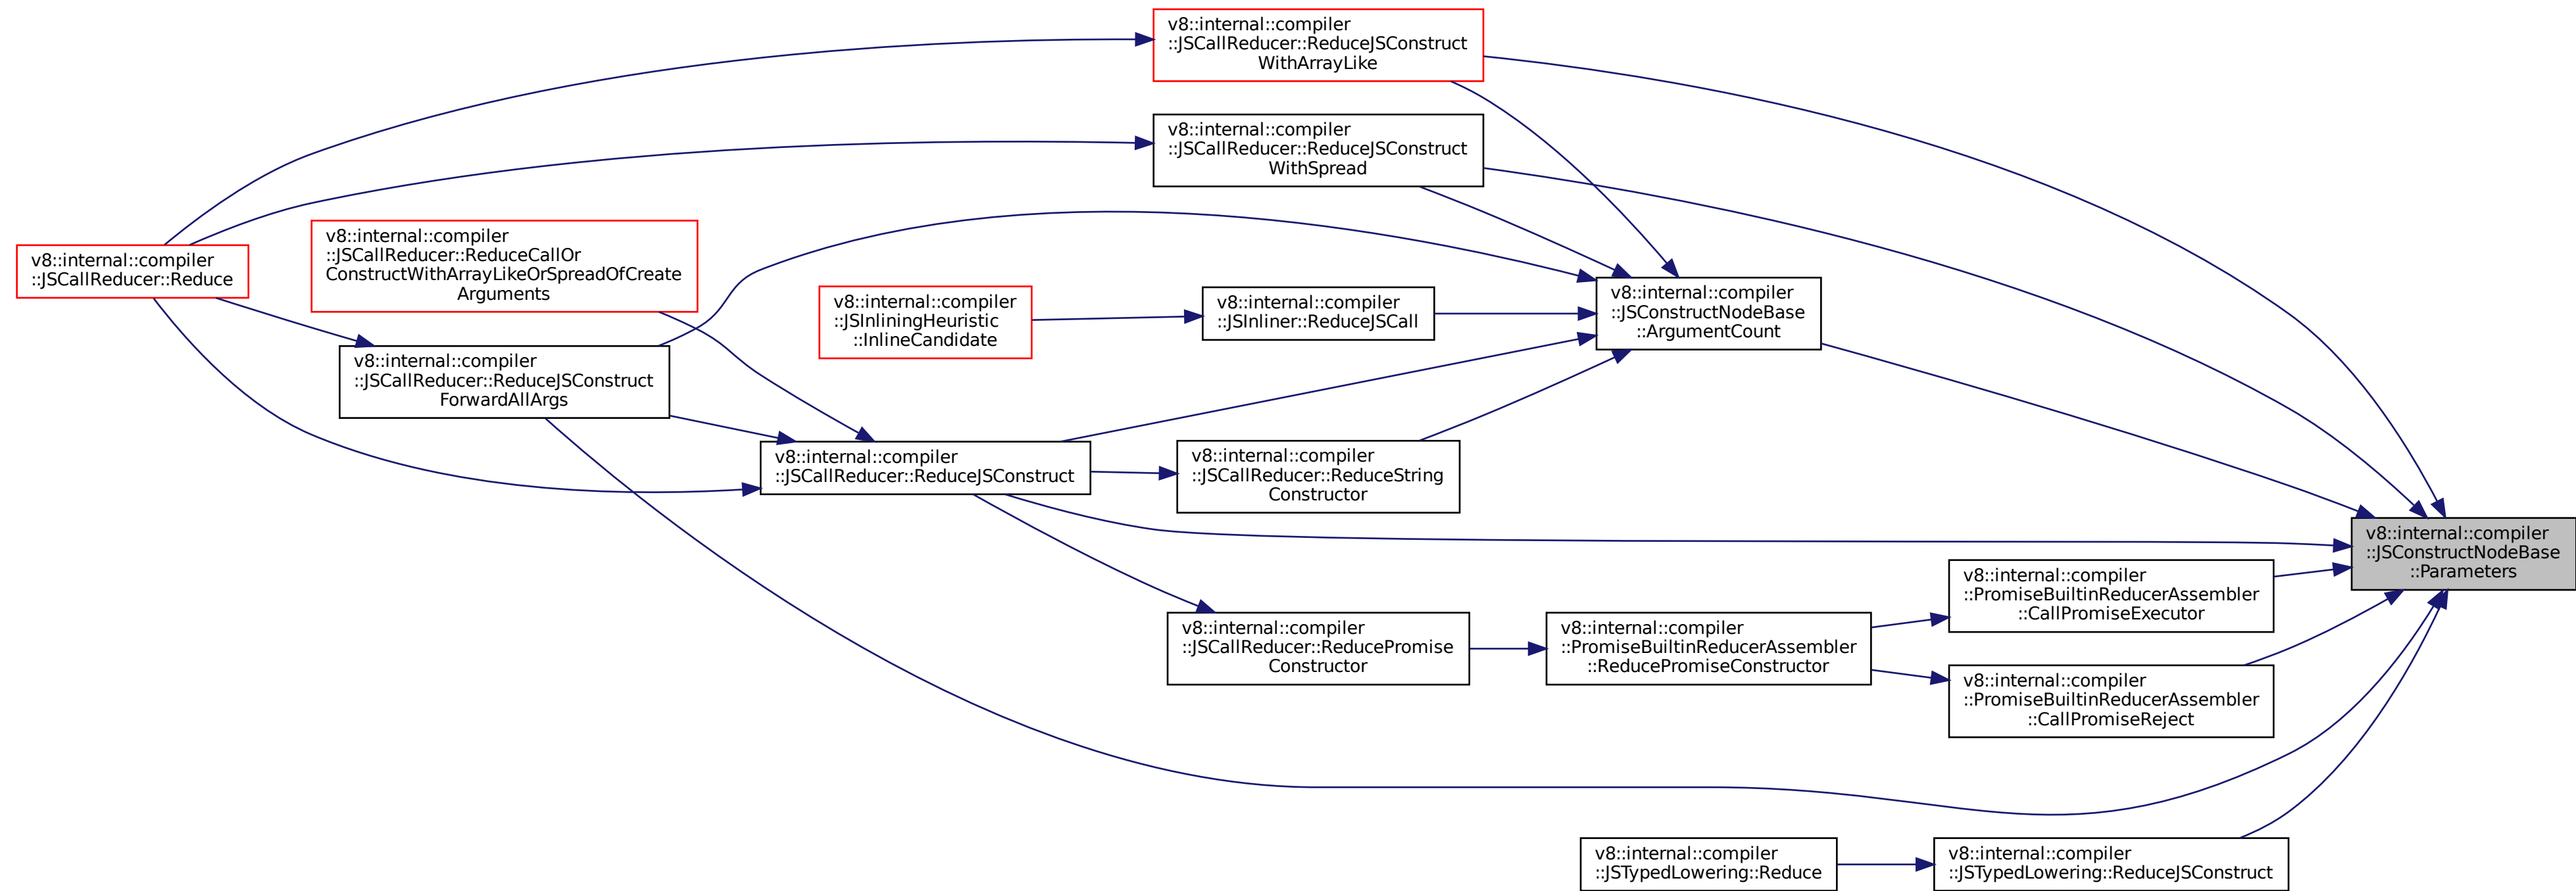 v8::internal::compiler
::JSCallReducer::ReduceJSConstruct
WithArrayLike
v8::internal::compiler
::JSCallReducer::ReduceJSConstruct
WithSpread
v8::internal::compiler
::JSCallReducer::Reduce
v8::internal::compiler
::JSCallReducer::ReduceCallOr
ConstructWithArrayLikeOrSpreadOfCreate
Arguments
v8::internal::compiler
::JSInliningHeuristic
::InlineCandidate
v8::internal::compiler
::JSInliner::ReduceJSCall
v8::internal::compiler
::JSConstructNodeBase
::ArgumentCount
v8::internal::compiler
::JSCallReducer::ReduceJSConstruct
ForwardAllArgs
v8::internal::compiler
::JSCallReducer::ReduceJSConstruct
v8::internal::compiler
::JSCallReducer::ReduceString
Constructor
v8::internal::compiler
::JSConstructNodeBase
::Parameters
v8::internal::compiler
::PromiseBuiltinReducerAssembler
::CallPromiseExecutor
v8::internal::compiler
::JSCallReducer::ReducePromise
Constructor
v8::internal::compiler
::PromiseBuiltinReducerAssembler
::ReducePromiseConstructor
v8::internal::compiler
::PromiseBuiltinReducerAssembler
::CallPromiseReject
v8::internal::compiler
::JSTypedLowering::Reduce
v8::internal::compiler
::JSTypedLowering::ReduceJSConstruct